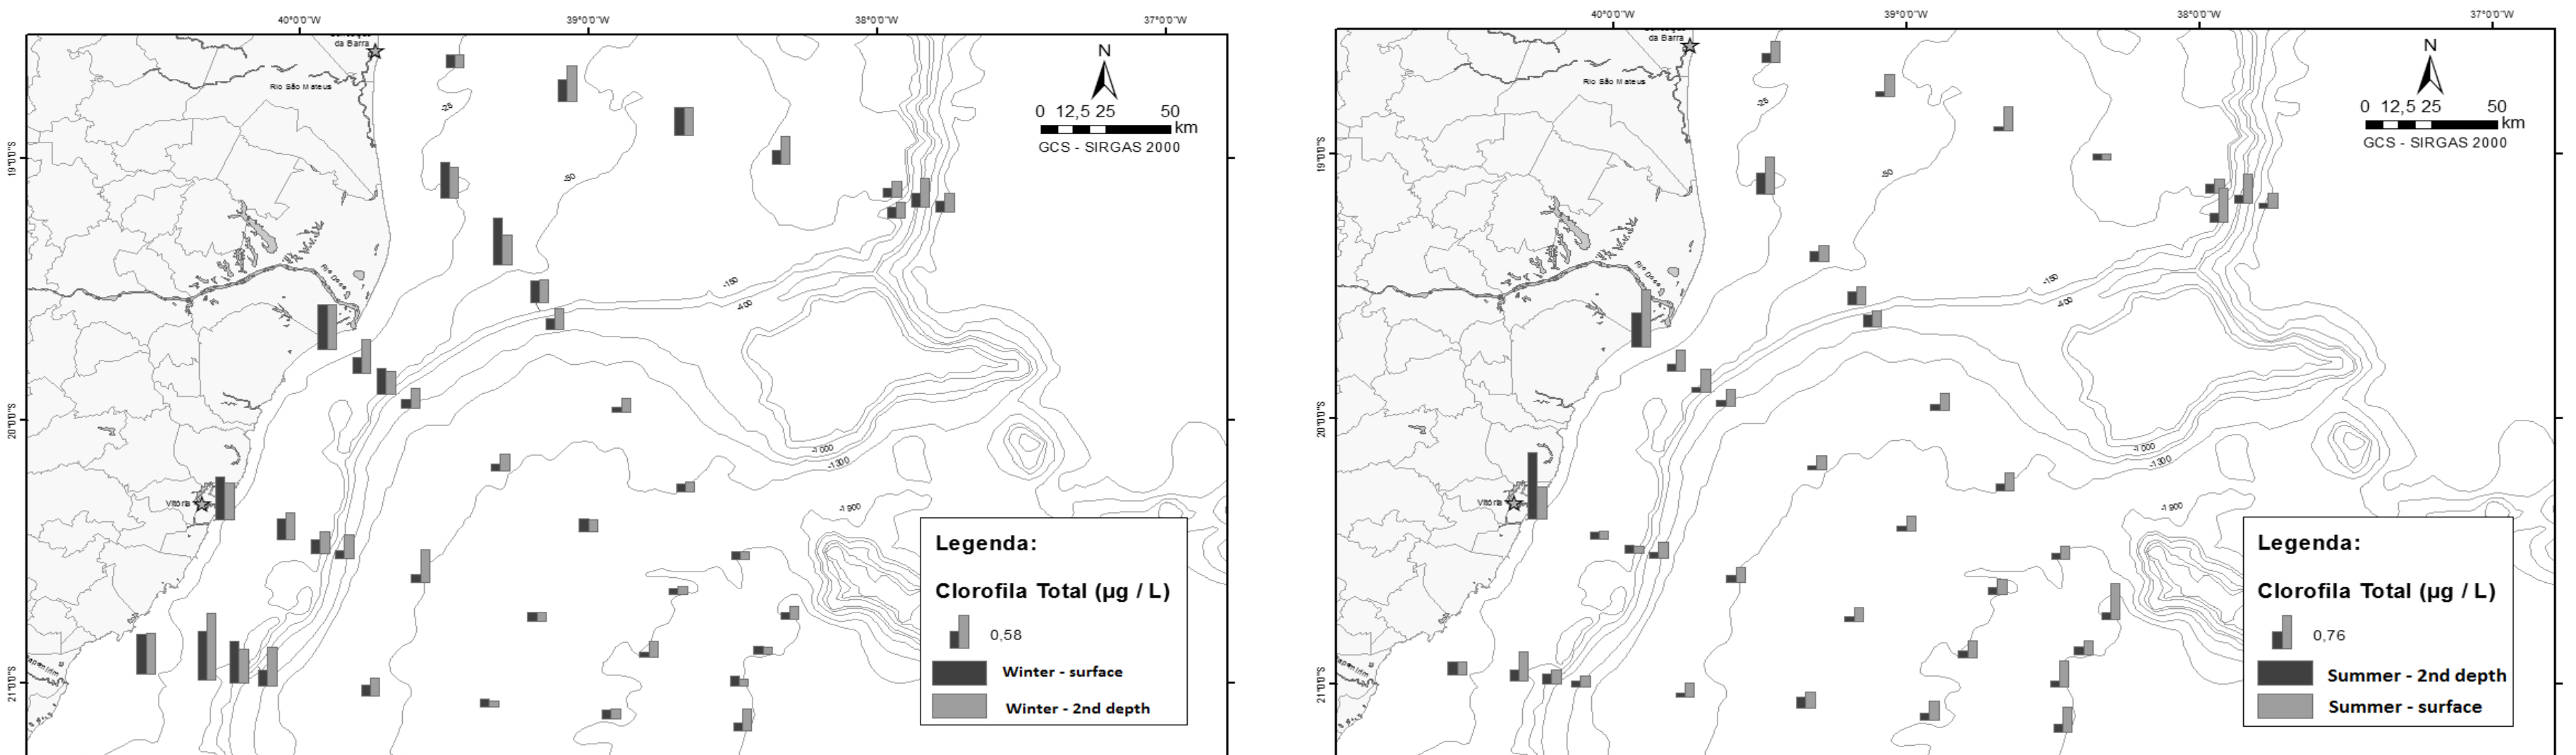 40°0'0"W 39°0'0"W 38°0'0"W 37°0'0"W
da Barra
Rio São Mateus
-25
-50
N
0 12,5 25 50
km
GCS - SIRGAS 2000
19°0'0"S
Rio Doce
-150
-400
20°0'0"S
-1000
-1300
Vitória
-1900
21°0'0"S
Legenda:
Clorofila Total (µg / L)
0,58
Winter - surface
Winter - 2nd depth
40°0'0"W 39°0'0"W 38°0'0"W 37°0'0"W
da Barra
Rio São Mateus
-25
-50
N
0 12,5 25 50
km
GCS - SIRGAS 2000
19°0'0"S
Rio Doce
-150
-400
20°0'0"S
-1000
-1300
Vitória
-1900
21°0'0"S
Legenda:
Clorofila Total (µg / L)
0,76
Summer - 2nd depth
Summer - surface